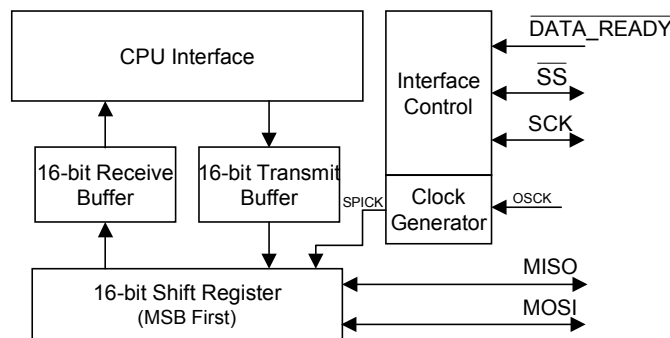 DATA_READY
CPU Interface
Interface
Control
SS
SCK
16-bit Receive
Buffer
16-bit Transmit
Buffer
SPICK
Clock
Generator
OSCK
16-bit Shift Register
(MSB First)
MISO
MOSI